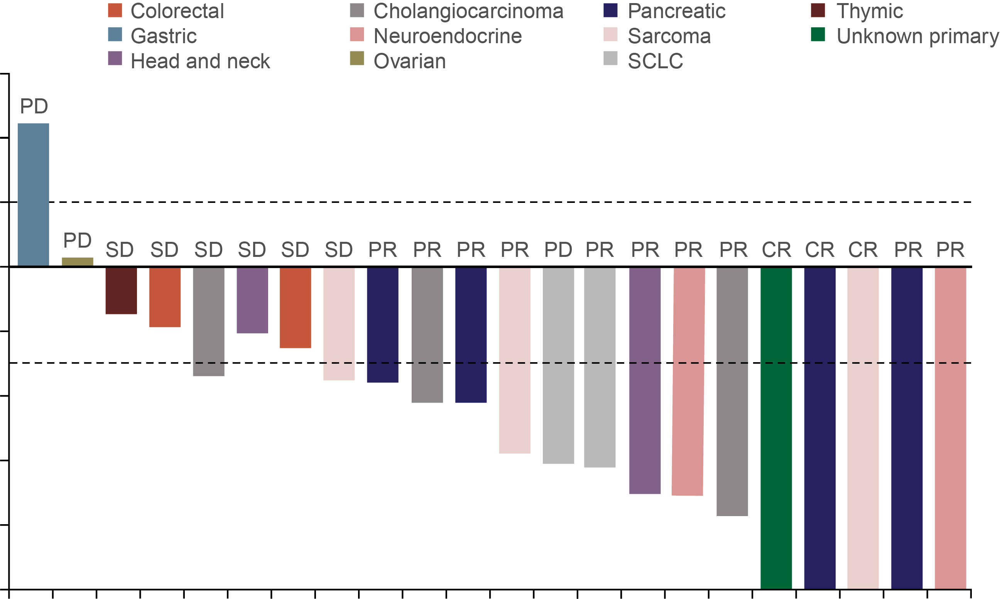 Colorectal Cholangiocarcinoma Pancreatic Thymic
Gastric Neuroendocrine Sarcoma Unknown primary
Head and neck Ovarian SCLC
PD
PD SD SD SD SD SD SD PR PR PR PR PD PR PR PR PR CR CR CR PR PR